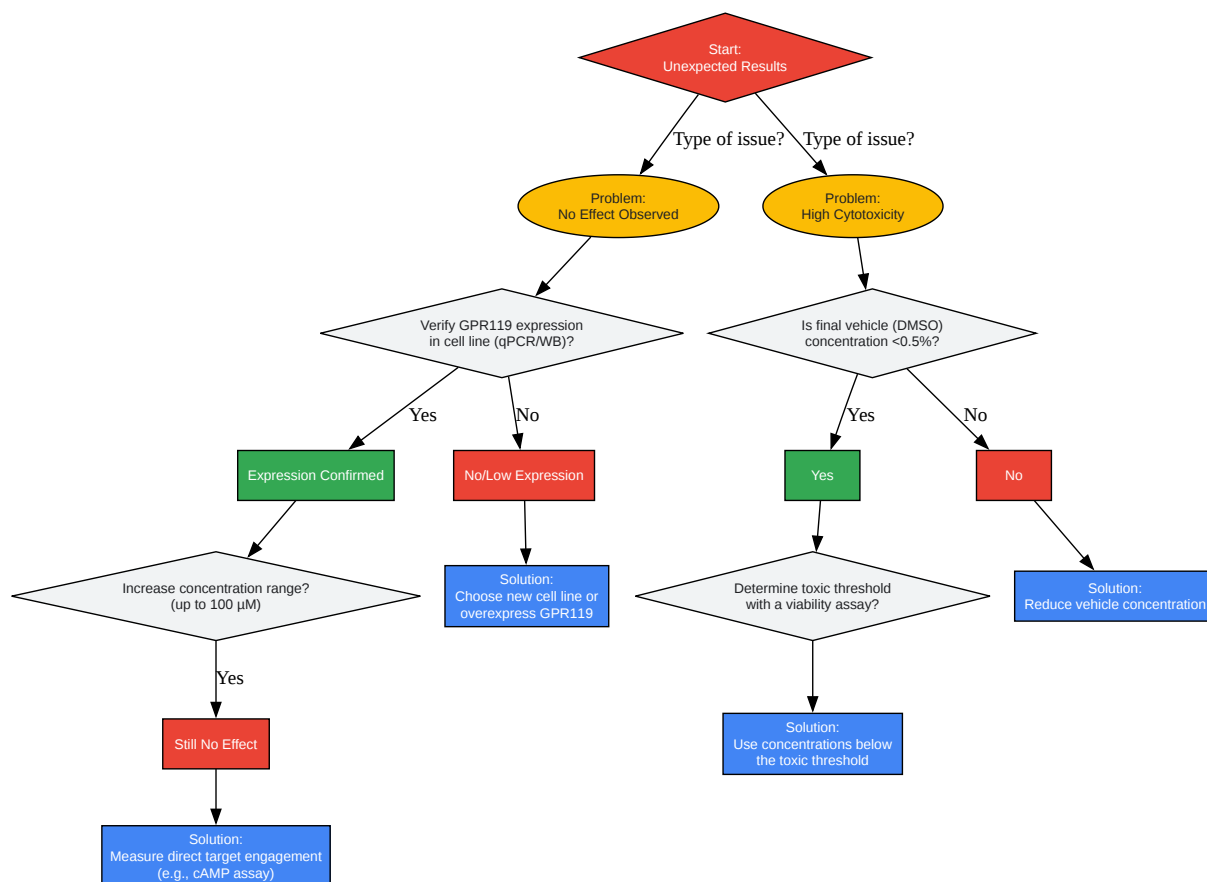 Start:
Unexpected Results
Type of issue?
Type of issue?
Problem:
No Effect Observed
Problem:
High Cytotoxicity
Verify GPR119 expression
in cell line (qPCR/WB)?
Is final vehicle (DMSO)
concentration <0.5%?
Yes
No
Yes
No
Expression Confirmed
No/Low Expression
Yes
No
Increase concentration range?
(up to 100 µM)
Solution:
Choose new cell line or
overexpress GPR119
Determine toxic threshold
with a viability assay?
Solution:
Reduce vehicle concentration
Yes
Still No Effect
Solution:
Use concentrations below
the toxic threshold
Solution:
Measure direct target engagement
(e.g., cAMP assay)